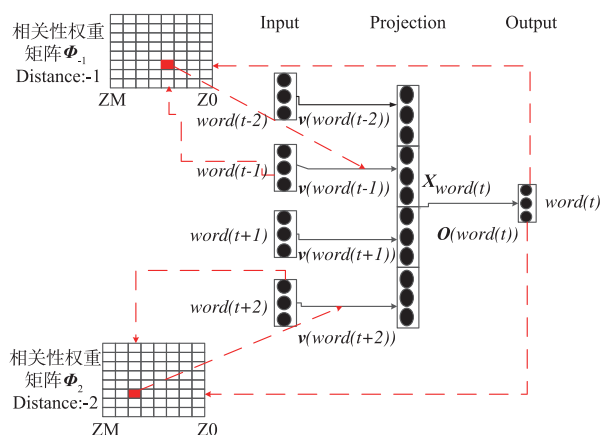 Input Projection Output
相关性权重
矩阵Φ-1
Distance:-1
ZM Z0
word(t-2)
v(word(t-2))
word(t-1)
v(word(t-1))
Xword(t)
word(t)
O(word(t))
word(t+1)
v(word(t+1))
word(t+2)
v(word(t+2))
相关性权重
矩阵Φ2
Distance:-2
ZM Z0